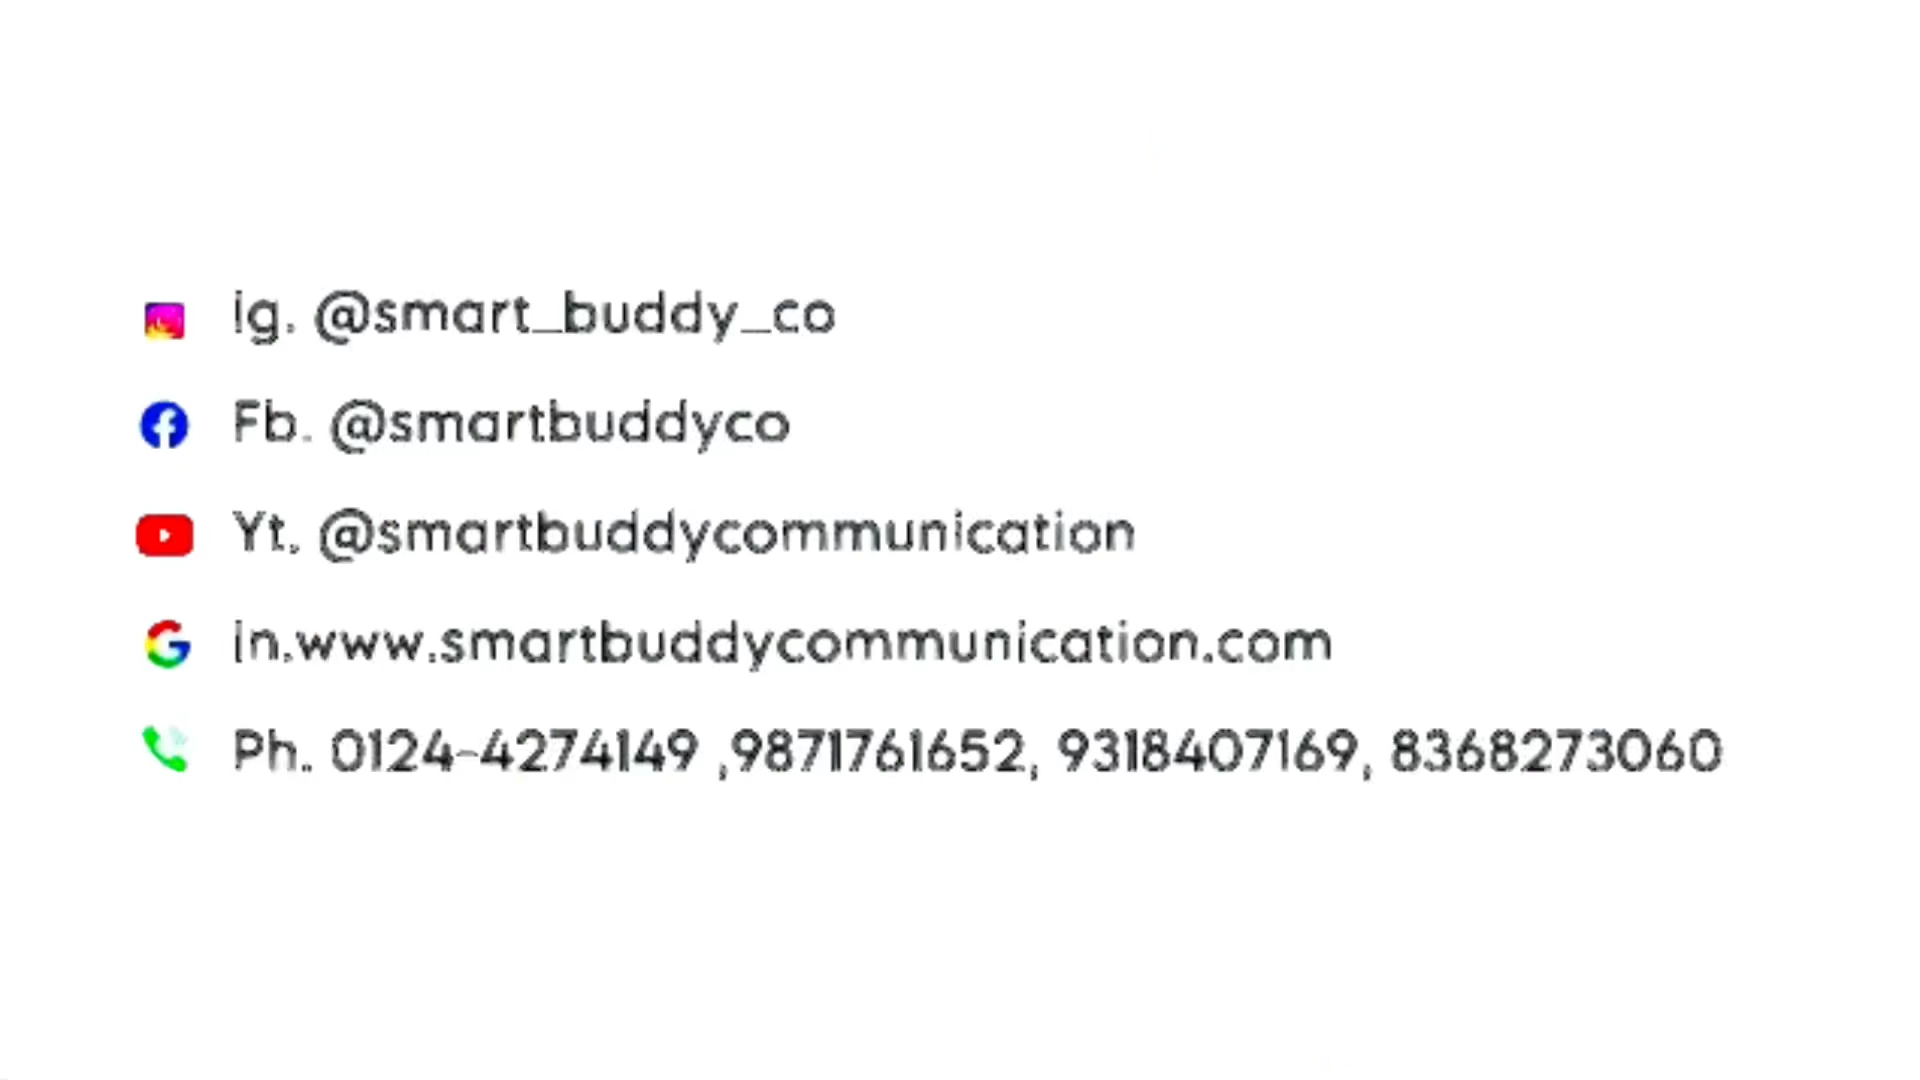 ig. @smart_buddy_co
Fb. @smartbuddyco
Yt. @smartbuddycommunication
in.www.smartbuddycommunication.com
Ph. 0124-4274149 ,9871761652, 9318407169, 8368273060